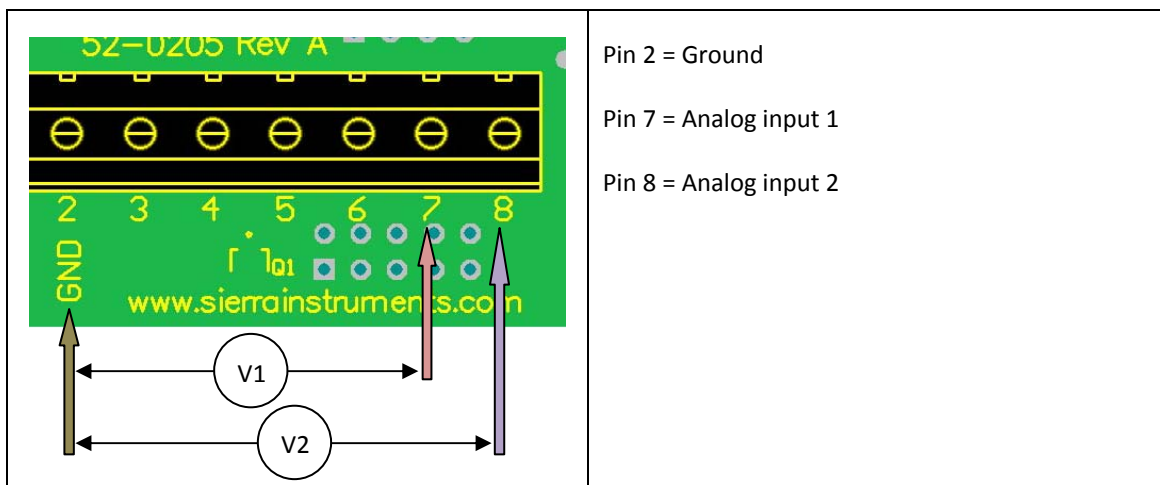 52-0205 Rev A
2 3 4 5 6 7 8
GND
Q1
www.sierrainstruments.com
V1
V2
Pin 2 = Ground
Pin 7 = Analog input 1
Pin 8 = Analog input 2